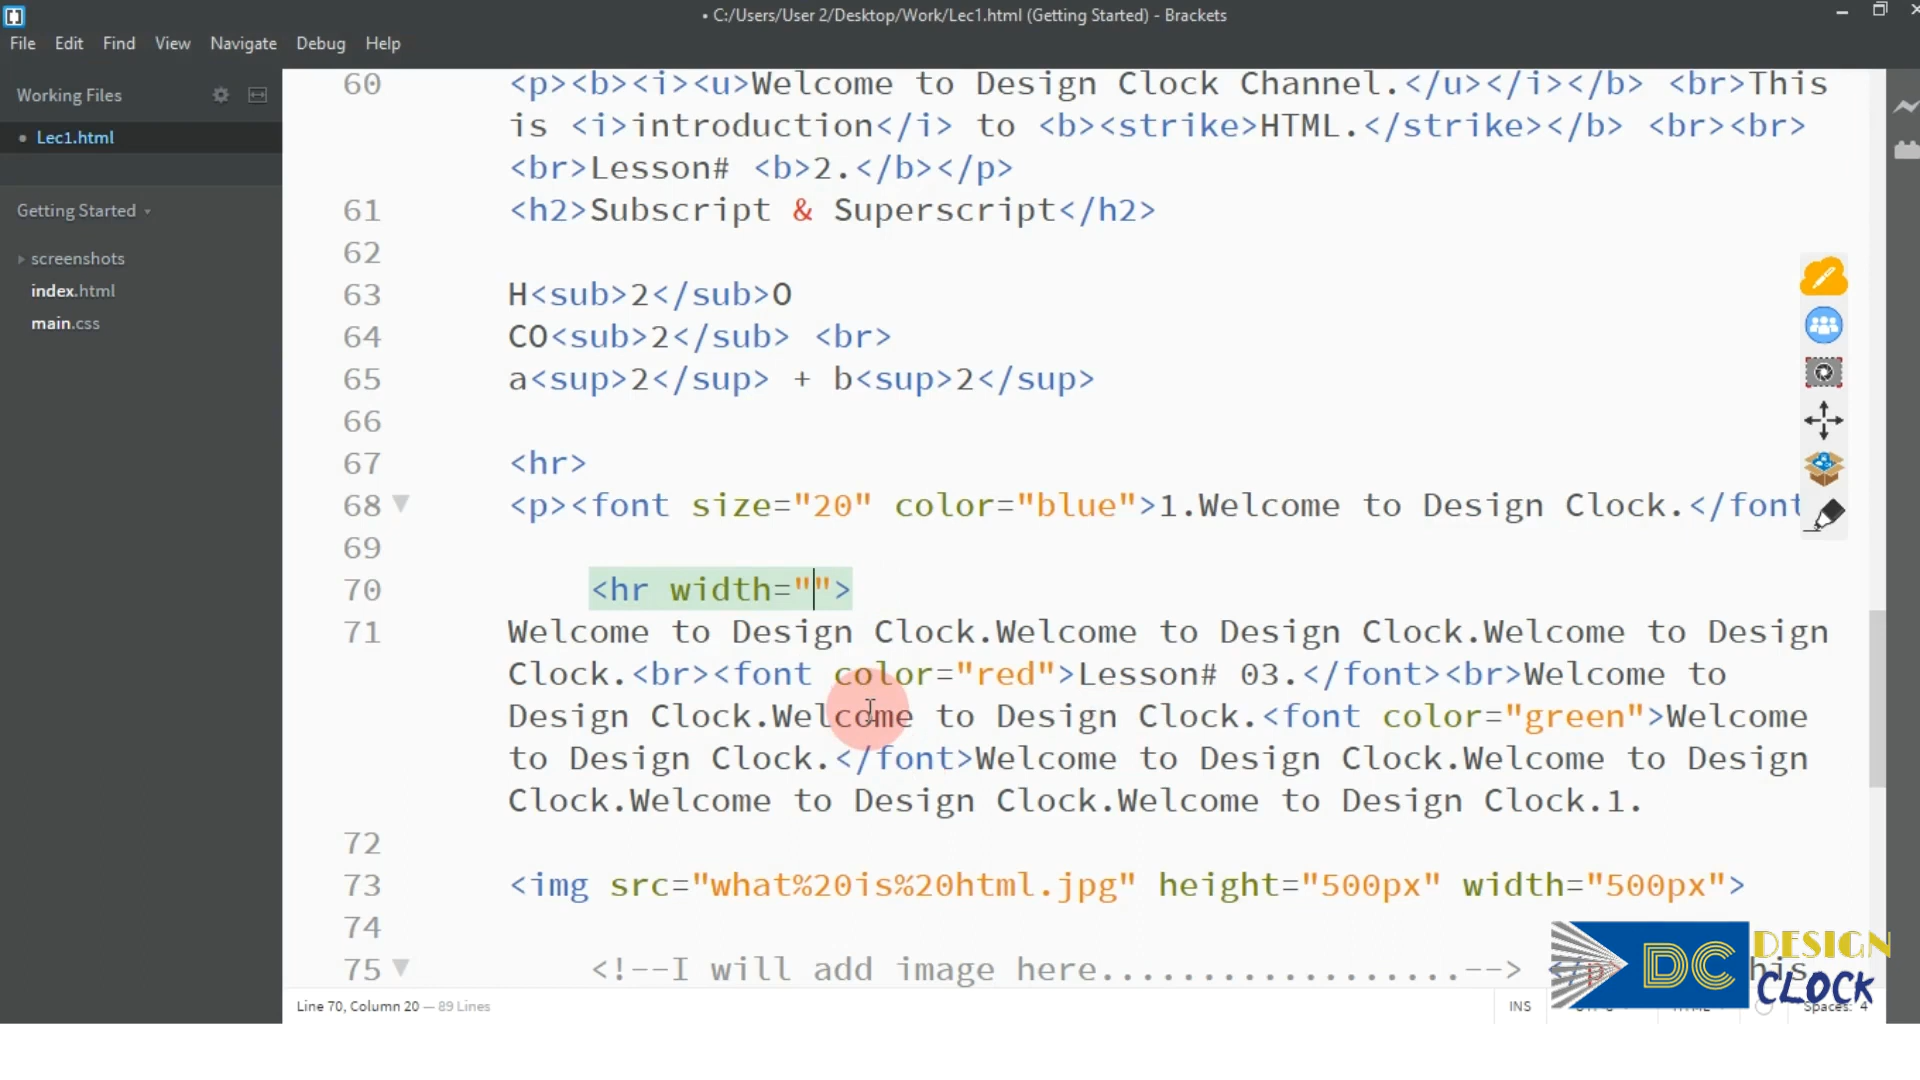 • C:/Users/User 2/Desktop/Work/Lec1.html (Getting Started) - Brackets
File Edit Find View Navigate Debug Help
Working Files
• Lec1.html
Getting Started
screenshots
index.html
main.css
60 <p><b><i><u>Welcome to Design Clock Channel.</u></i></b> <br>This
is <i>introduction</i> to <b><strike>HTML.</strike></b> <br><br>
<br>Lesson# <b>2.</b></p>
61 <h2>Subscript & Superscript</h2>
62
63 H<sub>2</sub>O
64 CO<sub>2</sub> <br>
65 a<sup>2</sup> + b<sup>2</sup>
66
67 <hr>
68 <p><font size="20" color="blue">1.Welcome to Design Clock.</font
69
70 <hr width="">
71 Welcome to Design Clock.Welcome to Design Clock.Welcome to Design
Clock.<br><font color="red">Lesson# 03.</font><br>Welcome to
Design Clock.Welcome to Design Clock.<font color="green">Welcome
to Design Clock.</font>Welcome to Design Clock.Welcome to Design
Clock.Welcome to Design Clock.Welcome to Design Clock.1.
72
73 <img src="what%20is%20html.jpg" height="500px" width="500px">
74
75 <!--I will add image here..................-->
Line 70, Column 20 — 89 Lines
INS
Spaces: 4
DC DESIGN
CLOCK